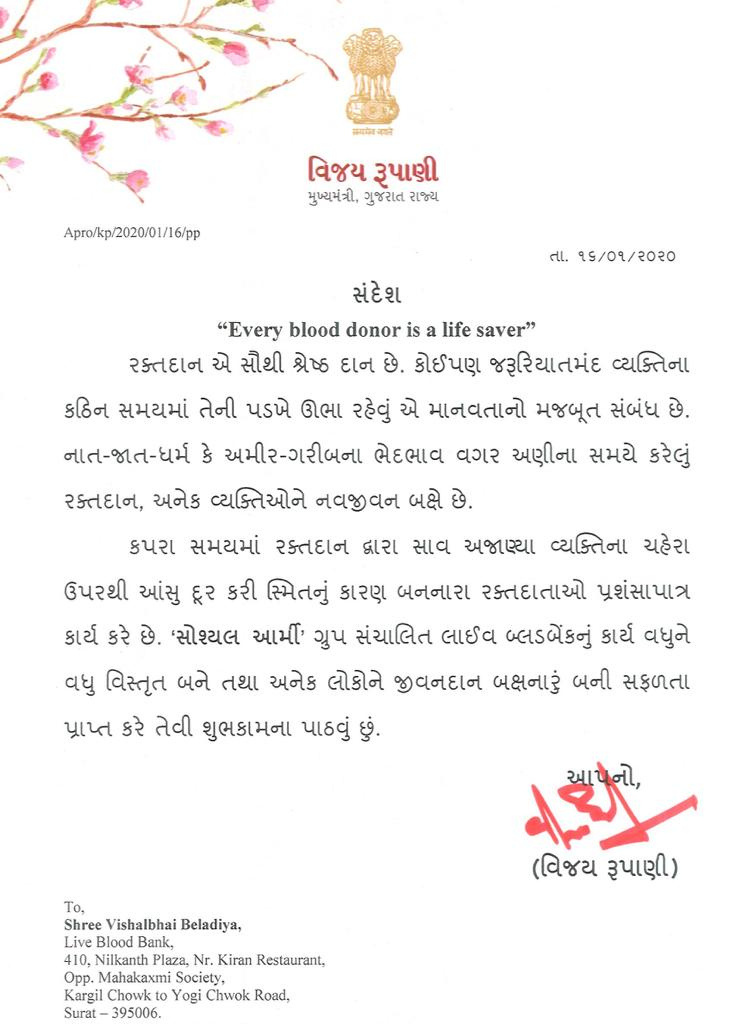 सत्यमेव जयते
વિજય રૂપાણી
મુખ્યમંત્રી, ગુજરાત રાજ્ય
Apro/kp/2020/01/16/pp
તા. ૧૬/૦૧/૨૦૨૦
સંદેશ
“Every blood donor is a life saver”
રક્તદાન એ સૌથી શ્રેષ્ઠ દાન છે. કોઈપણ જરૂરિયાતમંદ વ્યક્તિના
કઠિન સમયમાં તેની પડખે ઊભા રહેવું એ માનવતાનો મજબૂત સંબંધ છે.
નાત-જાત-ધર્મ કે અમીર-ગરીબના ભેદભાવ વગર અણીના સમયે કરેલું
રક્તદાન, અનેક વ્યક્તિઓને નવજીવન બક્ષે છે.
કપરા સમયમાં રક્તદાન દ્વારા સાવ અજાણ્યા વ્યક્તિના ચહેરા
ઉપરથી આંસુ દૂર કરી સ્મિતનું કારણ બનનારા રક્તદાતાઓ પ્રશંસાપાત્ર
કાર્ય કરે છે. ‘સોશ્યલ આર્મી’ ગ્રુપ સંચાલિત લાઈવ બ્લડબેંકનું કાર્ય વધુને
વધુ વિસ્તૃત બને તથા અનેક લોકોને જીવનદાન બક્ષનારું બની સફળતા
પ્રાપ્ત કરે તેવી શુભકામના પાઠવું છું.
આપનો,
(વિજય રૂપાણી)
To,
Shree Vishalbhai Beladiya,
Live Blood Bank,
410, Nilkanth Plaza, Nr. Kiran Restaurant,
Opp. Mahakaxmi Society,
Kargil Chowk to Yogi Chwok Road,
Surat – 395006.